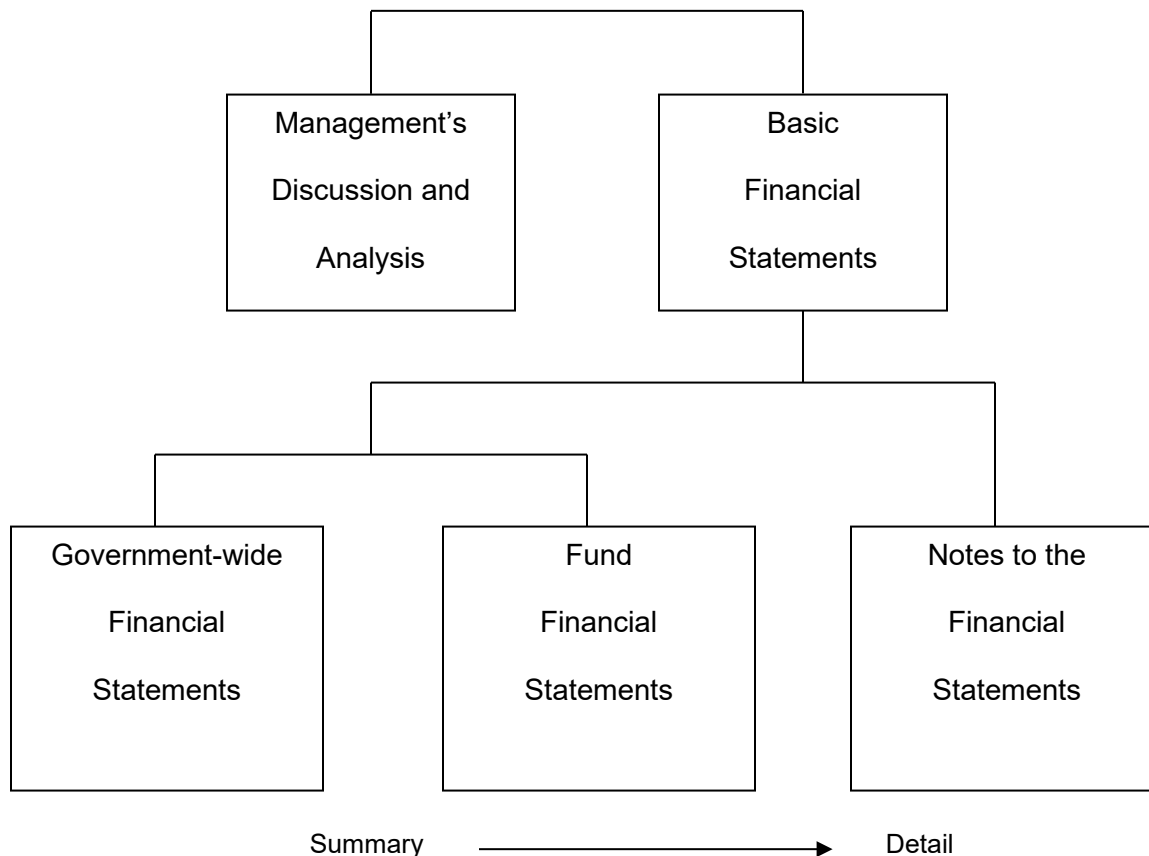 Management’s
Discussion and
Analysis
Basic
Financial
Statements
Government-wide
Financial
Statements
Fund
Financial
Statements
Notes to the
Financial
Statements
Summary
Detail